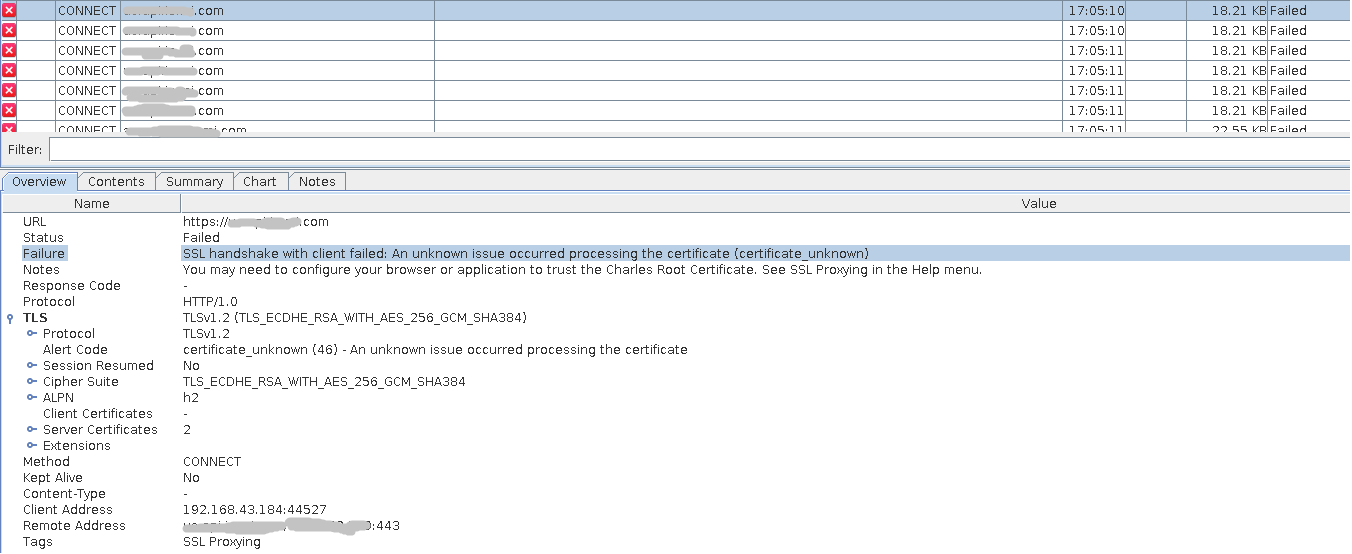 CONNECT .com 17:05:10 18.21 KB Failed
CONNECT .com 17:05:10 18.21 KB Failed
CONNECT .com 17:05:11 18.21 KB Failed
CONNECT .com 17:05:11 18.21 KB Failed
CONNECT .com 17:05:11 18.21 KB Failed
CONNECT .com 17:05:11 18.21 KB Failed
CONNECT .com 17:05:11 22.55 KB Failed
Filter:
Overview Contents Summary Chart Notes
Name Value
URL https:// .com
Status Failed
Failure SSL handshake with client failed: An unknown issue occurred processing the certificate (certificate_unknown)
Notes You may need to configure your browser or application to trust the Charles Root Certificate. See SSL Proxying in the Help menu.
Response Code -
Protocol HTTP/1.0
TLS TLSv1.2 (TLS_ECDHE_RSA_WITH_AES_256_GCM_SHA384)
Protocol TLSv1.2
Alert Code certificate_unknown (46) - An unknown issue occurred processing the certificate
Session Resumed No
Cipher Suite TLS_ECDHE_RSA_WITH_AES_256_GCM_SHA384
ALPN h2
Client Certificates -
Server Certificates 2
Extensions
Method CONNECT
Kept Alive No
Content-Type -
Client Address 192.168.43.184:44527
Remote Address :443
Tags SSL Proxying